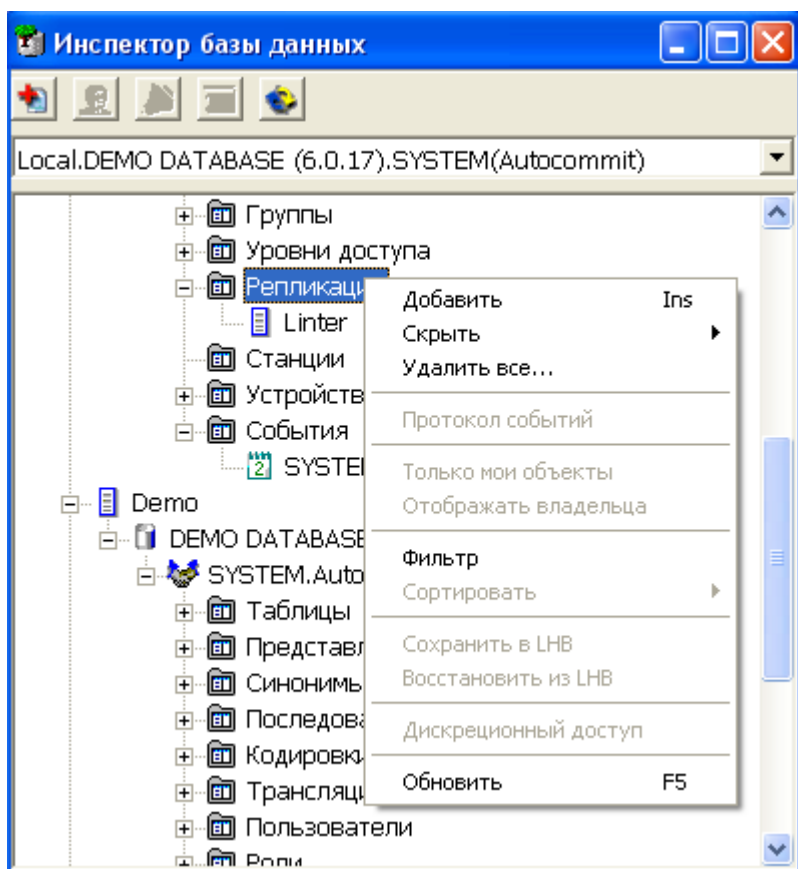 Инспектор базы данных
Local.DEMO DATABASE (6.0.17).SYSTEM(Autocommit)
Группы
Уровни доступа
Репликаци
Linter
Станции
Устройств
События
SYSTE
Demo
DEMO DATABASE
SYSTEM.Auto
Таблицы
Представл
Синонимы
Последова
Кодировки
Трансляци
Пользователи
Роли
Добавить Ins
Скрыть
Удалить все...
Протокол событий
Только мои объекты
Отображать владельца
Фильтр
Сортировать
Сохранить в LHB
Восстановить из LHB
Дискреционный доступ
Обновить F5